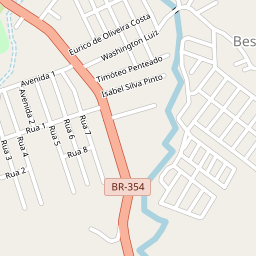 Eurico de Oliveira Costa
Washington Luiz
Bes
Timóteo Penteado
Avenida 1
Isabel Silva Pinto
Avenida 2
Rua 4
Rua 3
Rua 1
Rua 5
Rua 6
Rua 7
Rua 8
Rua 2
BR-354